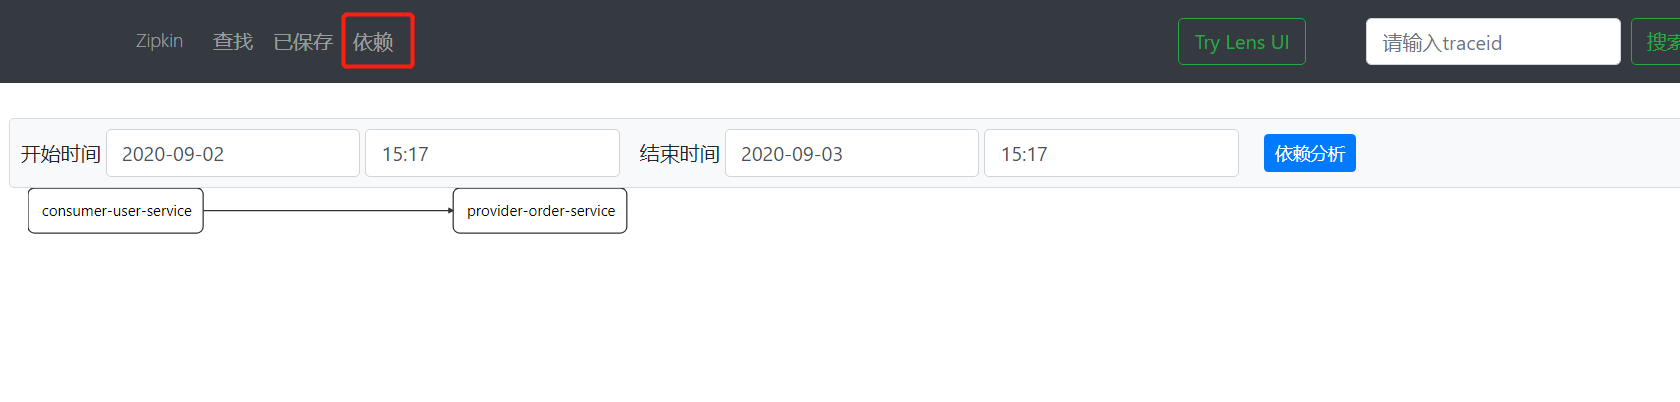 Zipkin 查找 已保存 依赖 Try Lens UI 请输入traceid 搜索
开始时间 2020-09-02 15:17 结束时间 2020-09-03 15:17 依赖分析
consumer-user-service provider-order-service